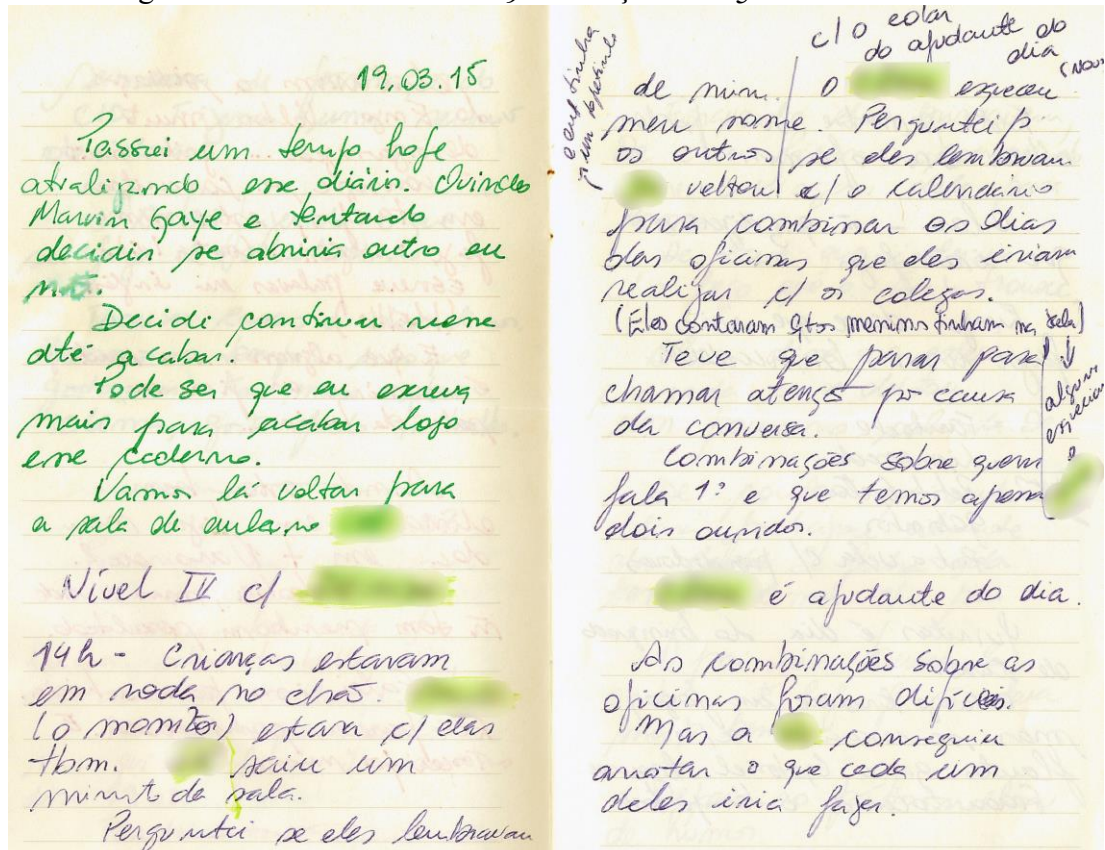 19.03.15
Passei um tempo hoje
atualizando esse diário. Ouvindo
Marvin Gaye e tentando
decidir se abriria outro ou
não.
Decidi continuar nesse
até acabar.
Pode ser que eu escreva
mais para acabar logo
esse caderno.
Vamos lá voltar para
a sala de aula, no
Nível IV c/
14h - Crianças estavam
em roda no chão.
(o monitor) estava c/ elas
tbm. saiu um
minut da sala.
Perguntei se eles lembravam
c/ o colar
do ajudante do
dia
de mim. O esqueceu
meu nome. Perguntei p.
os outros se eles lembravam.
voltou c/ o calendário
para combinar os dias
das oficinas que eles iriam
realizar c/ os colegas.
(Eles contaram qtos meninos tinham na sala)
Teve que parar para
chamar atenção por causa
da conversa.
Combinações sobre quem
fala 1º e que temos apenas
dois ouvidos.
é ajudante do dia.
As combinações sobre as
oficinas foram difíceis.
Mas a conseguiu
anotar o que cada um
deles iria fazer.